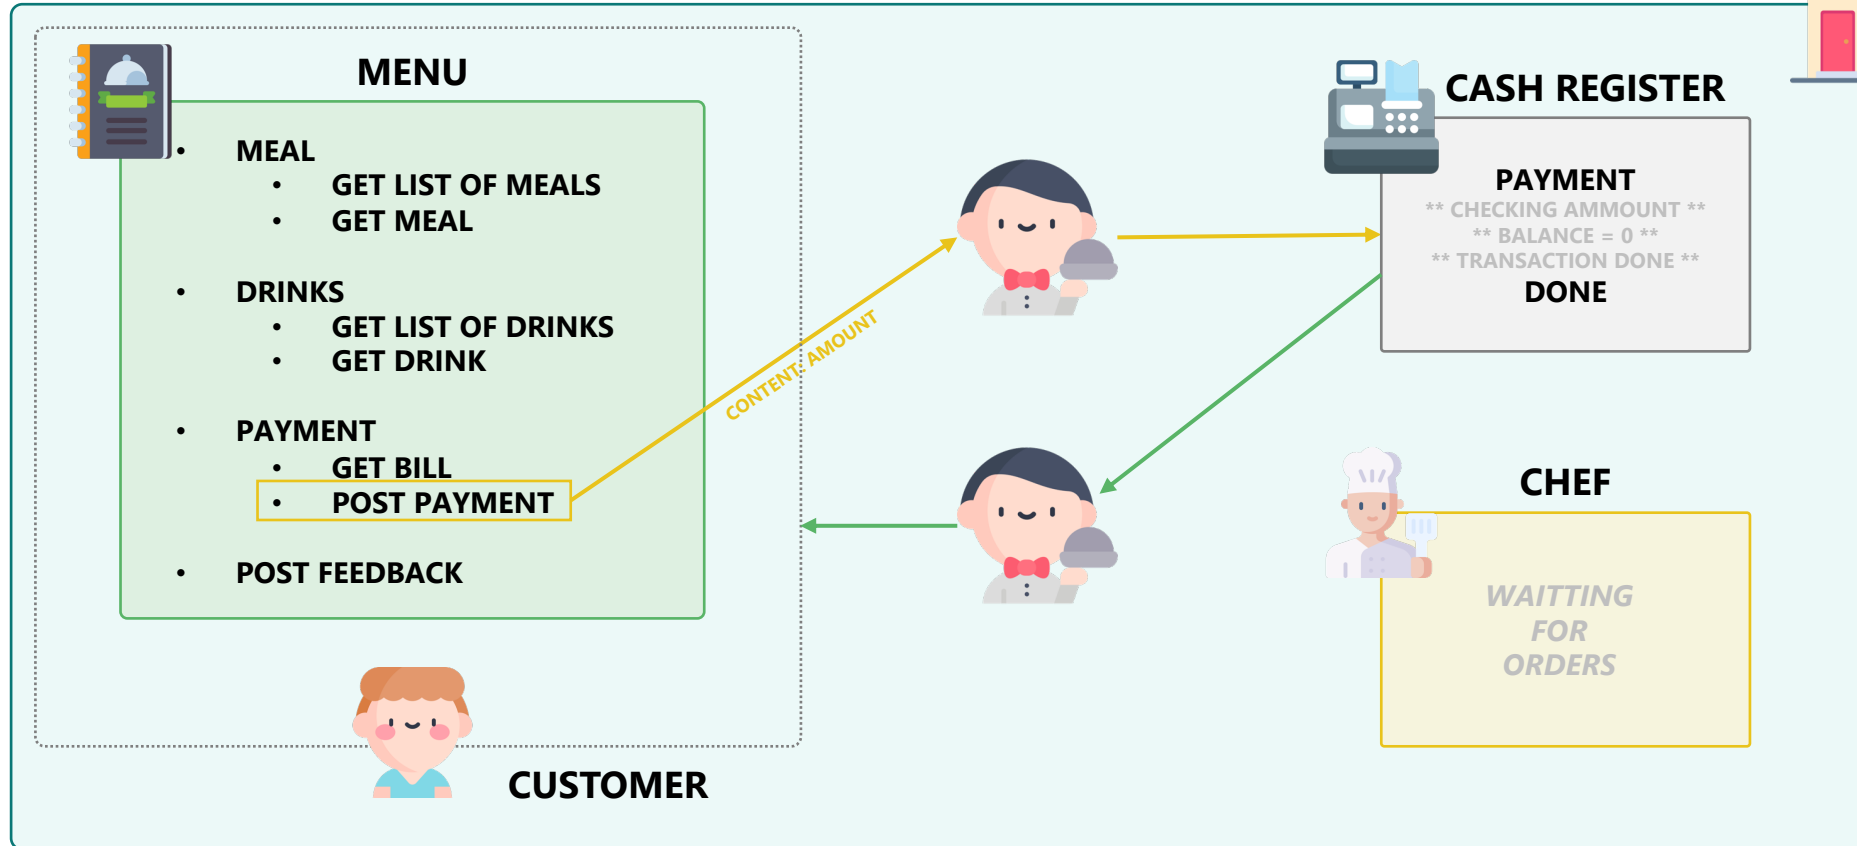 MENU
• MEAL
• GET LIST OF MEALS
• GET MEAL
• DRINKS
• GET LIST OF DRINKS
• GET DRINK
• PAYMENT
• GET BILL
• POST PAYMENT
• POST FEEDBACK
CUSTOMER
CONTENT: AMOUNT
CASH REGISTER
PAYMENT
** CHECKING AMMOUNT **
** BALANCE = 0 **
** TRANSACTION DONE **
DONE
CHEF
WAITTING
FOR
ORDERS